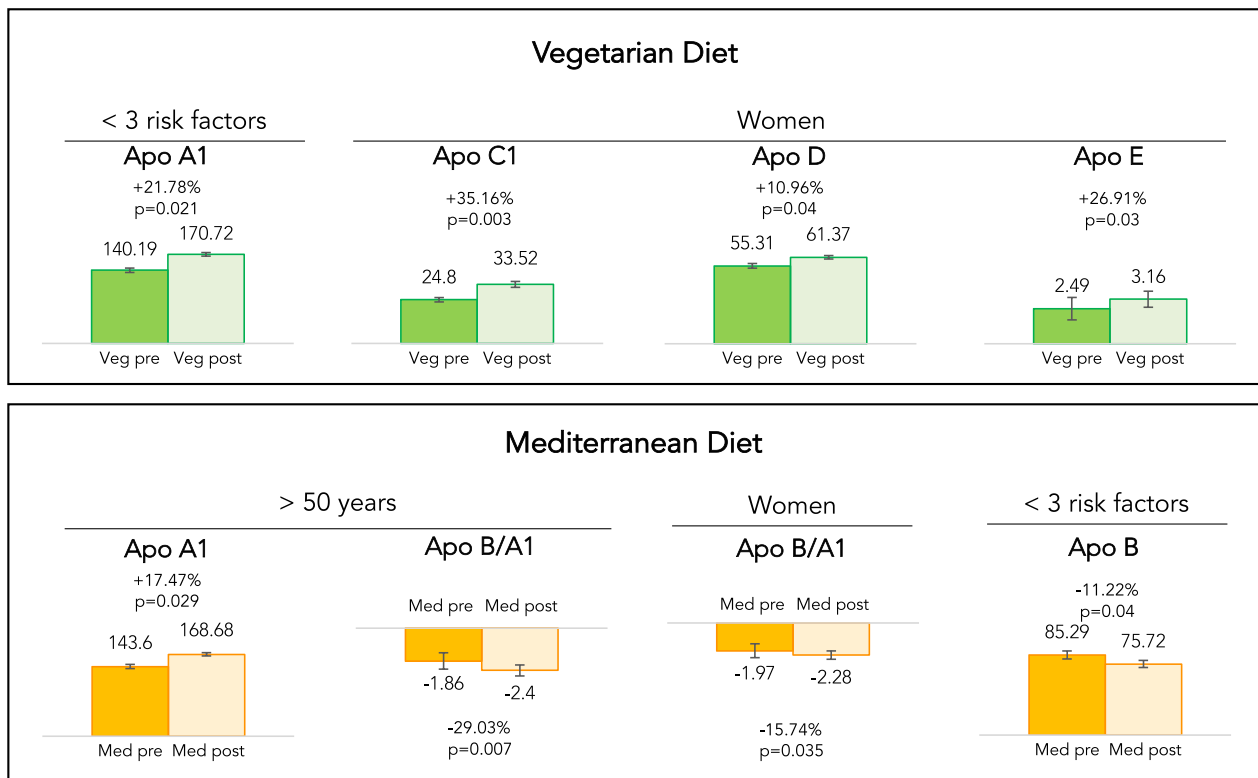 Vegetarian Diet
< 3 risk factors
Women
Apo A1
Apo C1
Apo D
Apo E
+21.78%
p=0.021
+35.16%
p=0.003
+10.96%
p=0.04
+26.91%
p=0.03
140.19
170.72
24.8
33.52
55.31
61.37
2.49
3.16
Veg pre
Veg post
Veg pre
Veg post
Veg pre
Veg post
Veg pre
Veg post
Mediterranean Diet
> 50 years
Women
< 3 risk factors
Apo A1
Apo B/A1
Apo B/A1
Apo B
+17.47%
p=0.029
143.6
168.68
Med pre
Med post
Med pre
Med post
-1.86
-2.4
-29.03%
p=0.007
Med pre
Med post
-1.97
-2.28
-15.74%
p=0.035
-11.22%
p=0.04
85.29
75.72
Med pre
Med post